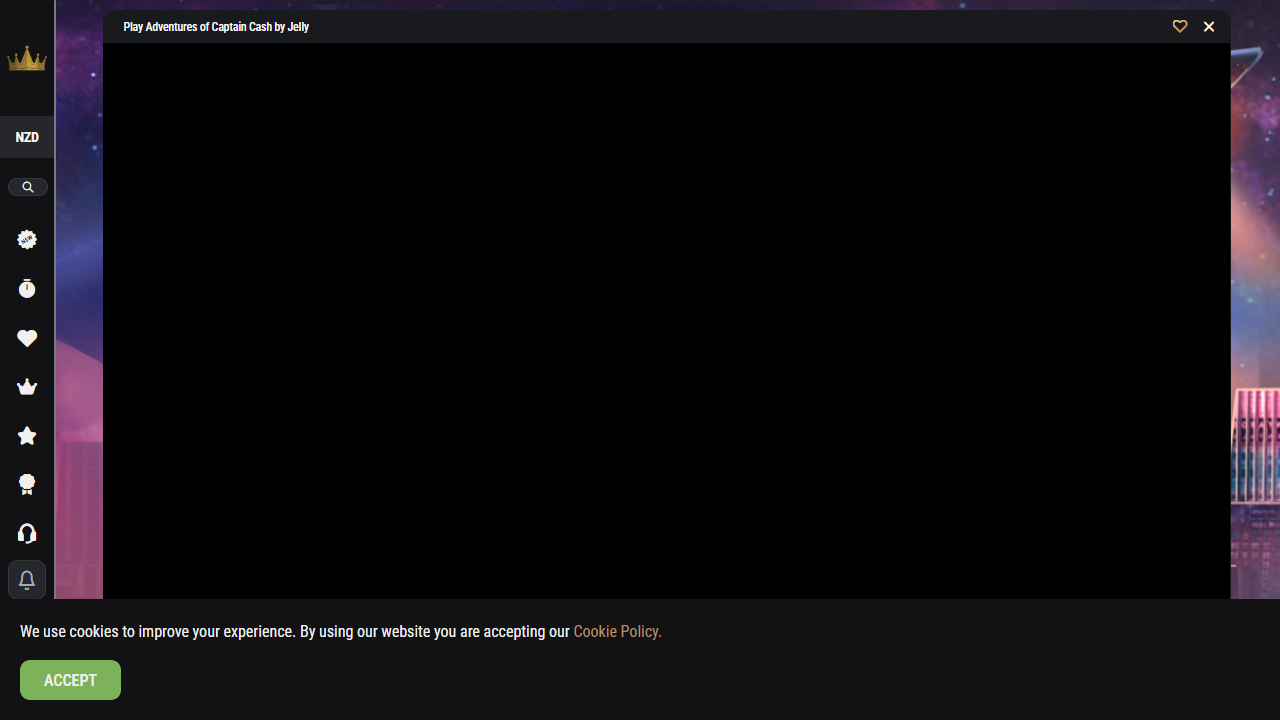 Play Adventures of Captain Cash by Jelly
NZD
NEW
We use cookies to improve your experience. By using our website you are accepting our Cookie Policy.
ACCEPT